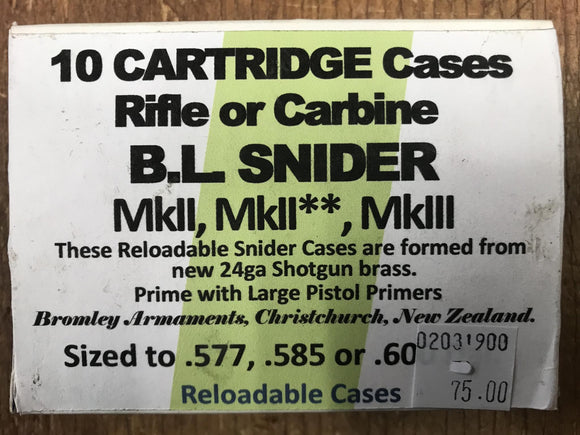 10 CARTRIDGE Cases
Rifle or Carbine
B.L. SNIDER
MkII, MkII**, MkIII
These Reloadable Snider Cases are formed from
new 24ga Shotgun brass.
Prime with Large Pistol Primers
Bromley Armaments, Christchurch, New Zealand.
Sized to .577, .585 or .60
02031900
Reloadable Cases
75.00